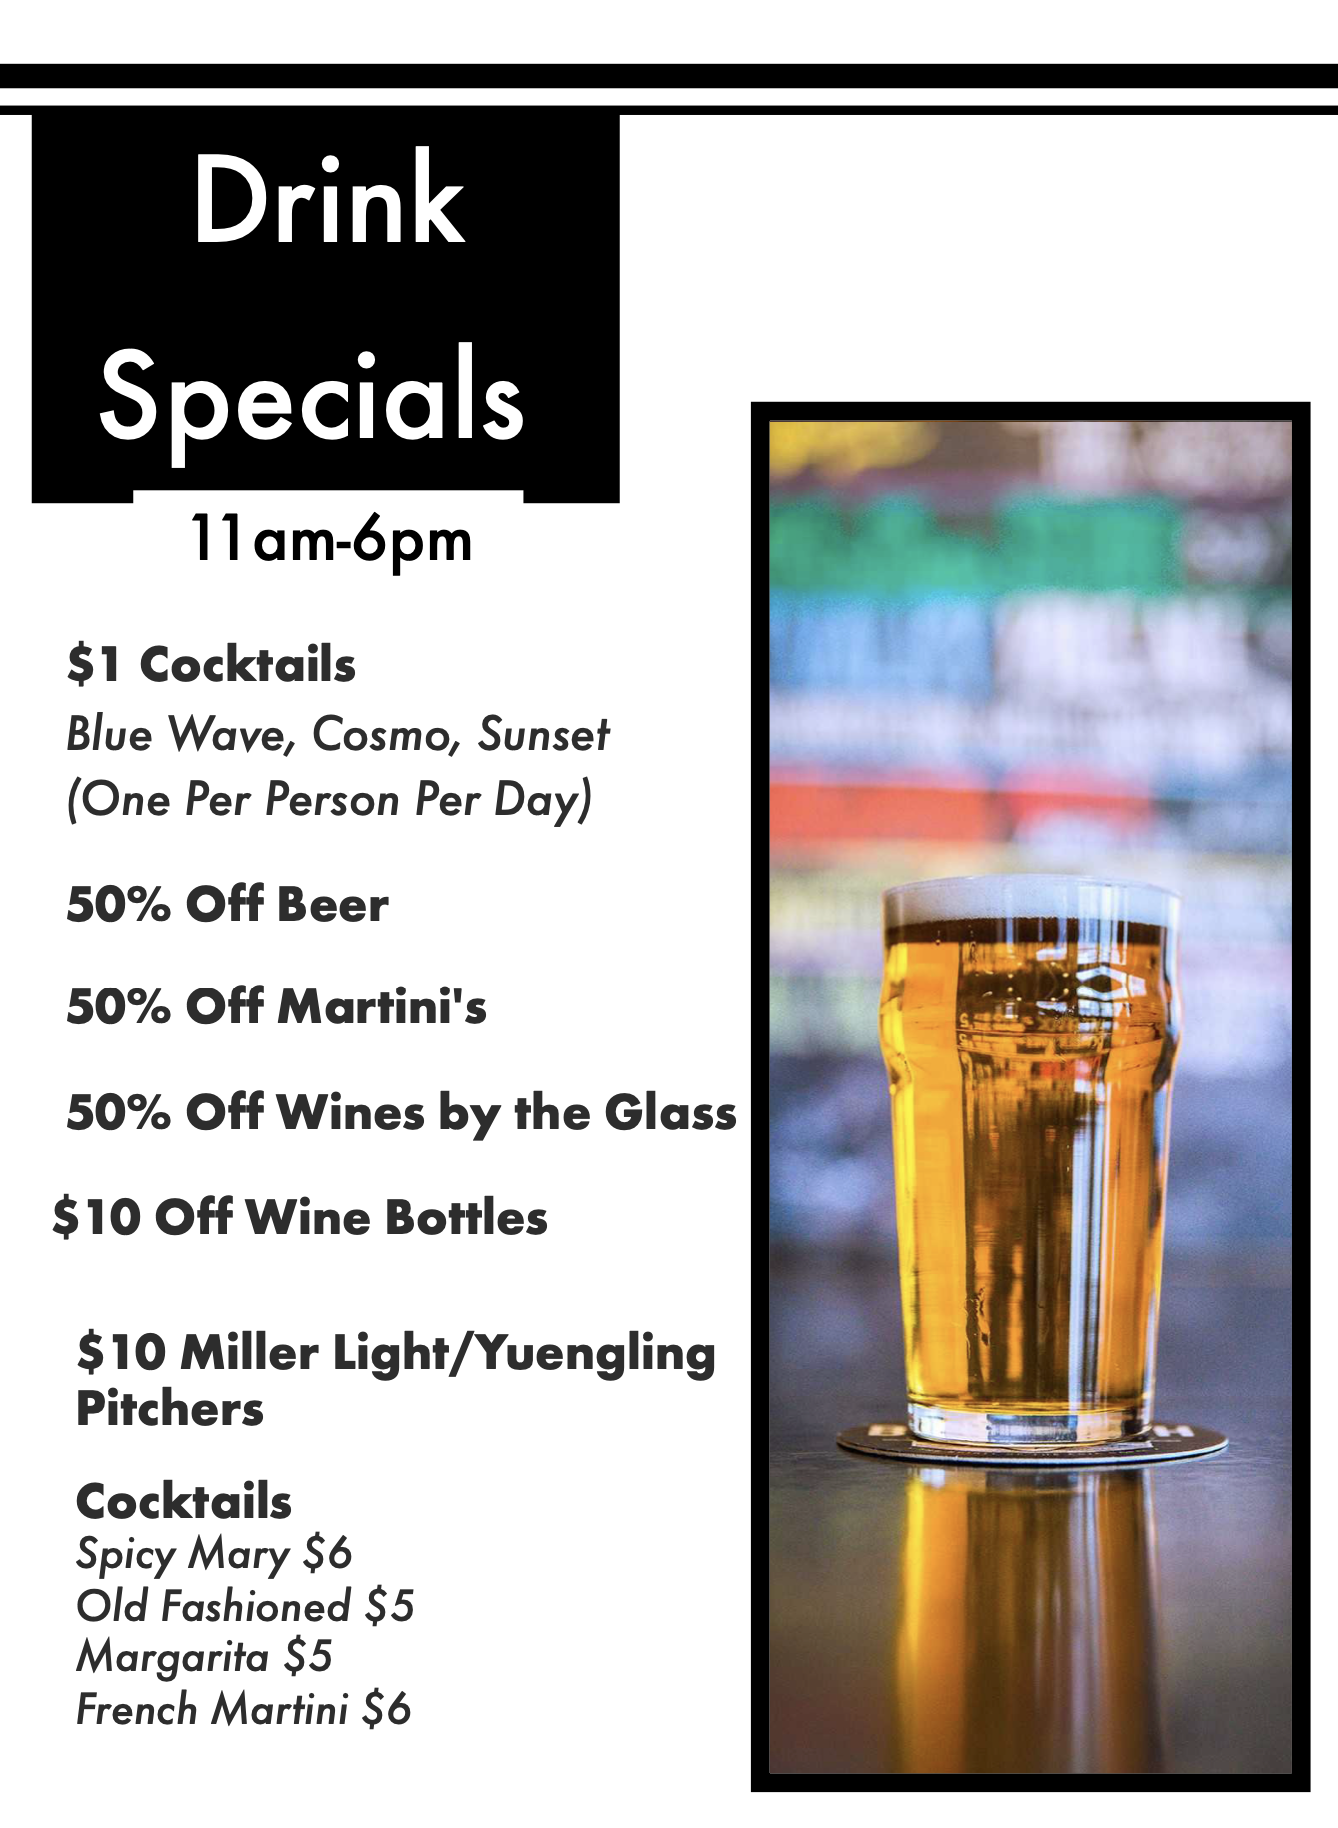 Drink
Specials
11am-6pm
$1 Cocktails
Blue Wave, Cosmo, Sunset
(One Per Person Per Day)
50% Off Beer
50% Off Martini's
50% Off Wines by the Glass
$10 Off Wine Bottles
$10 Miller Light/Yuengling
Pitchers
Cocktails
Spicy Mary $6
Old Fashioned $5
Margarita $5
French Martini $6